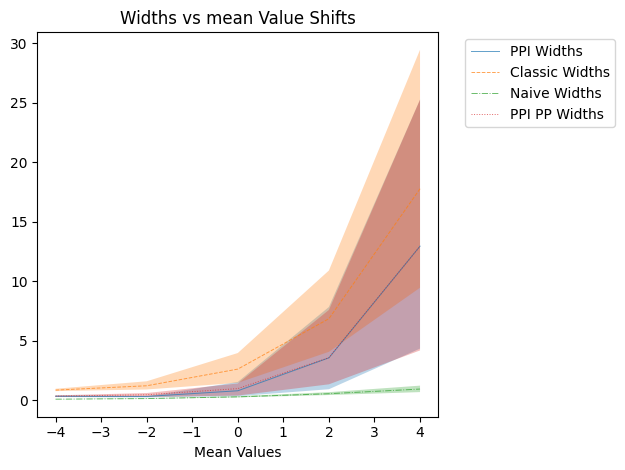 Widths vs mean Value Shifts
30
25
20
15
10
5
0
−4 −3 −2 −1 0 1 2 3 4
Mean Values
PPI Widths
Classic Widths
Naive Widths
PPI PP Widths